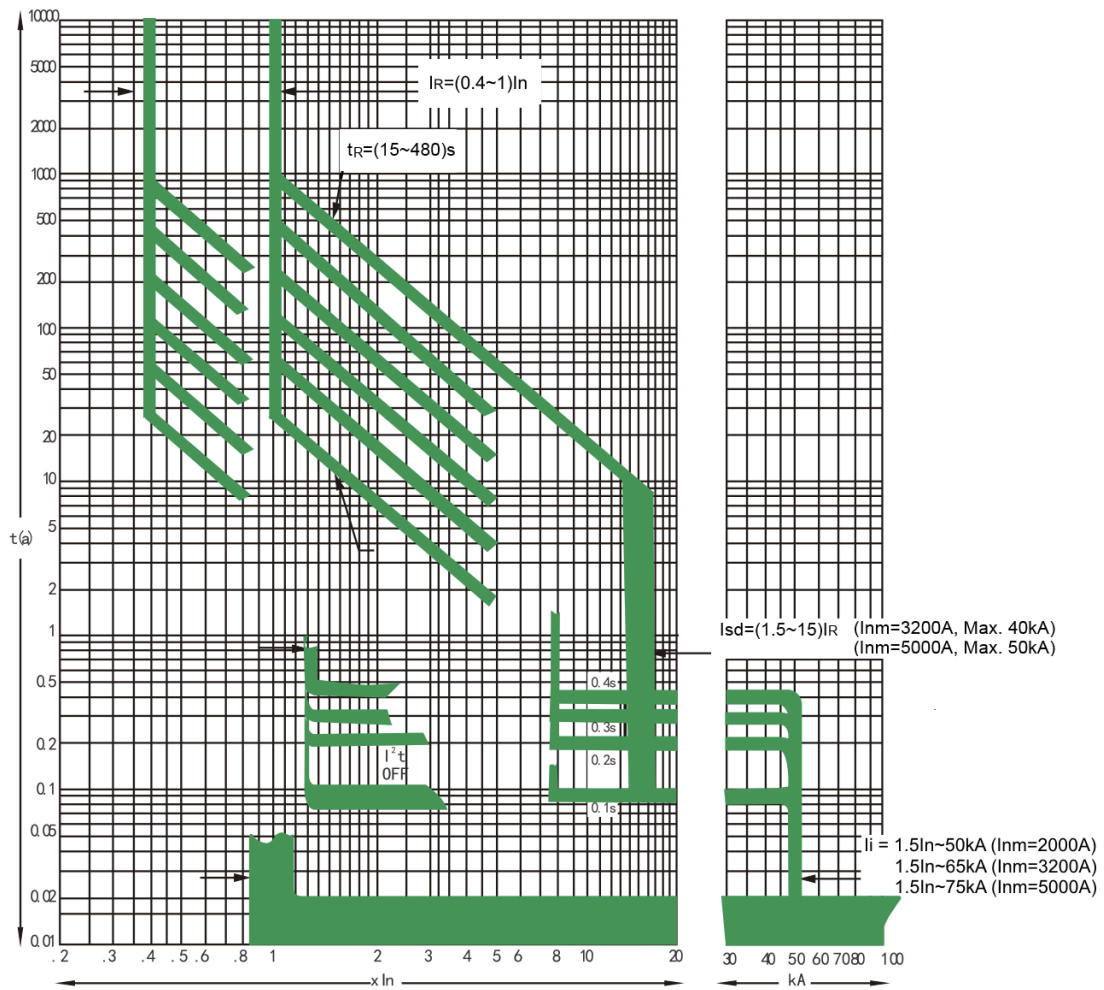 10000
5000
2000
1000
500
200
100
50
20
10
5
2
1
0.5
0.2
0.1
0.05
0.02
0.01
t(a)
IR=(0.4~1)In
tR=(15~480)s
Isd=(1.5~15)IR (Inm=3200A, Max. 40kA)
(Inm=5000A, Max. 50kA)
0.4s
0.3s
0.2s
0.1s
I²t
OFF
Ii = 1.5In~50kA (Inm=2000A)
1.5In~65kA (Inm=3200A)
1.5In~75kA (Inm=5000A)
.2 .3 .4 .5 .6 .8 1 2 3 4 5 6 8 10 20
30 40 50 60 70 80 100
x In
kA